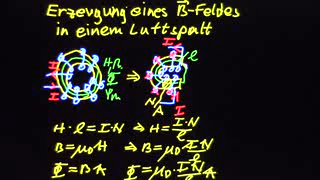 Erzeugung eines B⃗-Feldes
in einem Luftspalt
I
H,B,
Φ
I
l
I
N
A
I
H · l = I · N ⇒ H = I · N / l
B = μ₀ H ⇒ B = μ₀ · I · N / l
Φ = B A Φ = μ₀ · I · N / l A